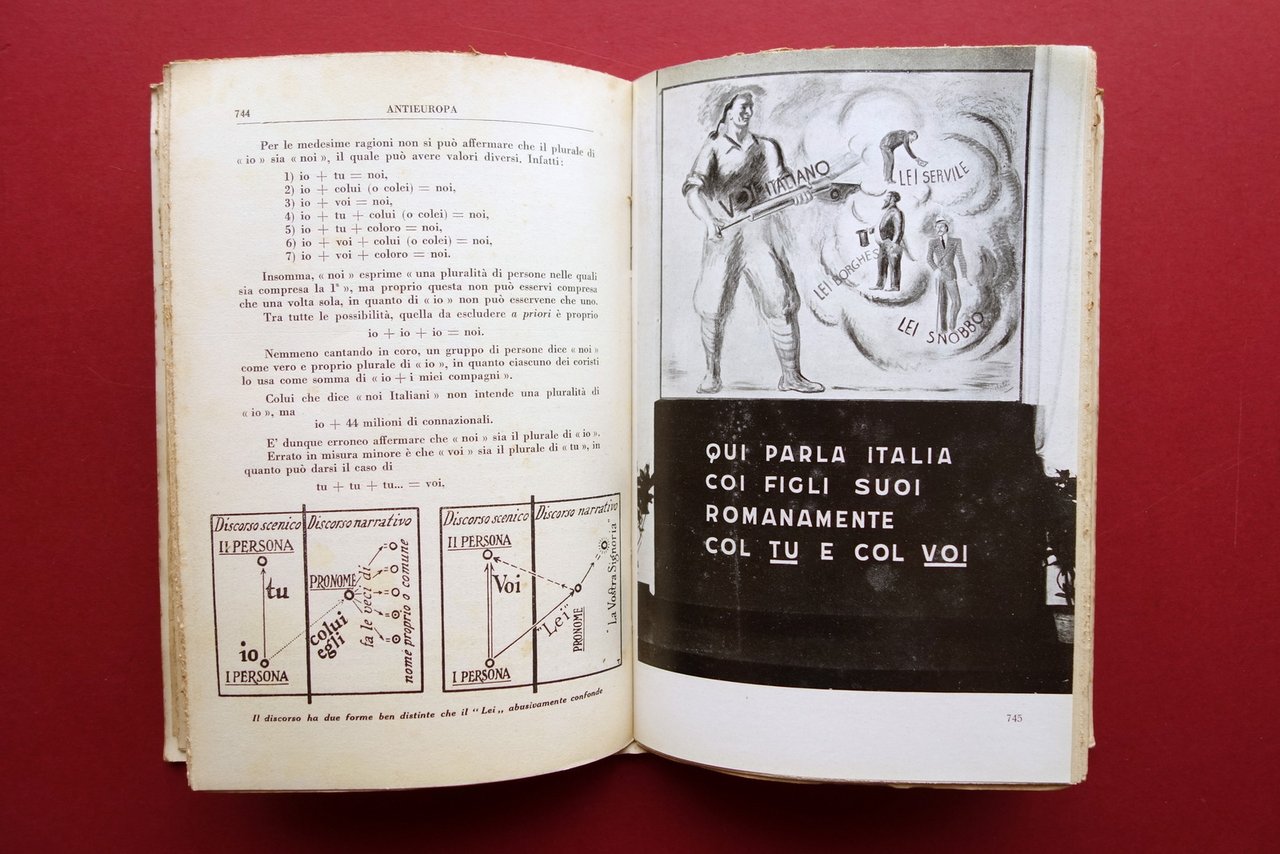 744
ANTIEUROPA
Per le medesime ragioni non si può affermare che il plurale di
« io » sia « noi », il quale può avere valori diversi. Infatti:
1) io + tu = noi,
2) io + colui (o colei) = noi,
3) io + voi = noi,
4) io + tu + colui (o colei) = noi,
5) io + tu + coloro = noi,
6) io + voi + colui (o colei) = noi,
7) io + voi + coloro = noi.
Insomma, « noi » esprime « una pluralità di persone nelle quali
sia compresa la 1ª », ma proprio questa non può esservi compresa
che una volta sola, in quanto di « io » non può esservene che uno.
Tra tutte le possibilità, quella da escludere a priori è proprio
io + io + io = noi.
Nemmeno cantando in coro, un gruppo di persone dice « noi »
come vero e proprio plurale di « io », in quanto ciascuno dei coristi
lo usa come somma di « io + i miei compagni ».
Colui che dice « noi Italiani » non intende una pluralità di
« io », ma
io + 44 milioni di connazionali.
E' dunque erroneo affermare che « noi » sia il plurale di « io ».
Errato in misura minore è che « voi » sia il plurale di « tu », in
quanto può darsi il caso di
tu + tu + tu... = voi,
Discorso scenico
Discorso narrativo
II PERSONA
tu
io
I PERSONA
PRONOME
colui
egli
fa le veci di
nome proprio o comune
Discorso scenico
Discorso narrativo
II PERSONA
Voi
"Lei"
PRONOME
"La Vostra Signoria"
I PERSONA
Il discorso ha due forme ben distinte che il " Lei „ abusivamente confonde
ITALIANO
LEI SERVILE
LEI BORGHES
LEI SNOBBO
QUI PARLA ITALIA
COI FIGLI SUOI
ROMANAMENTE
COL TU E COL VOI
745